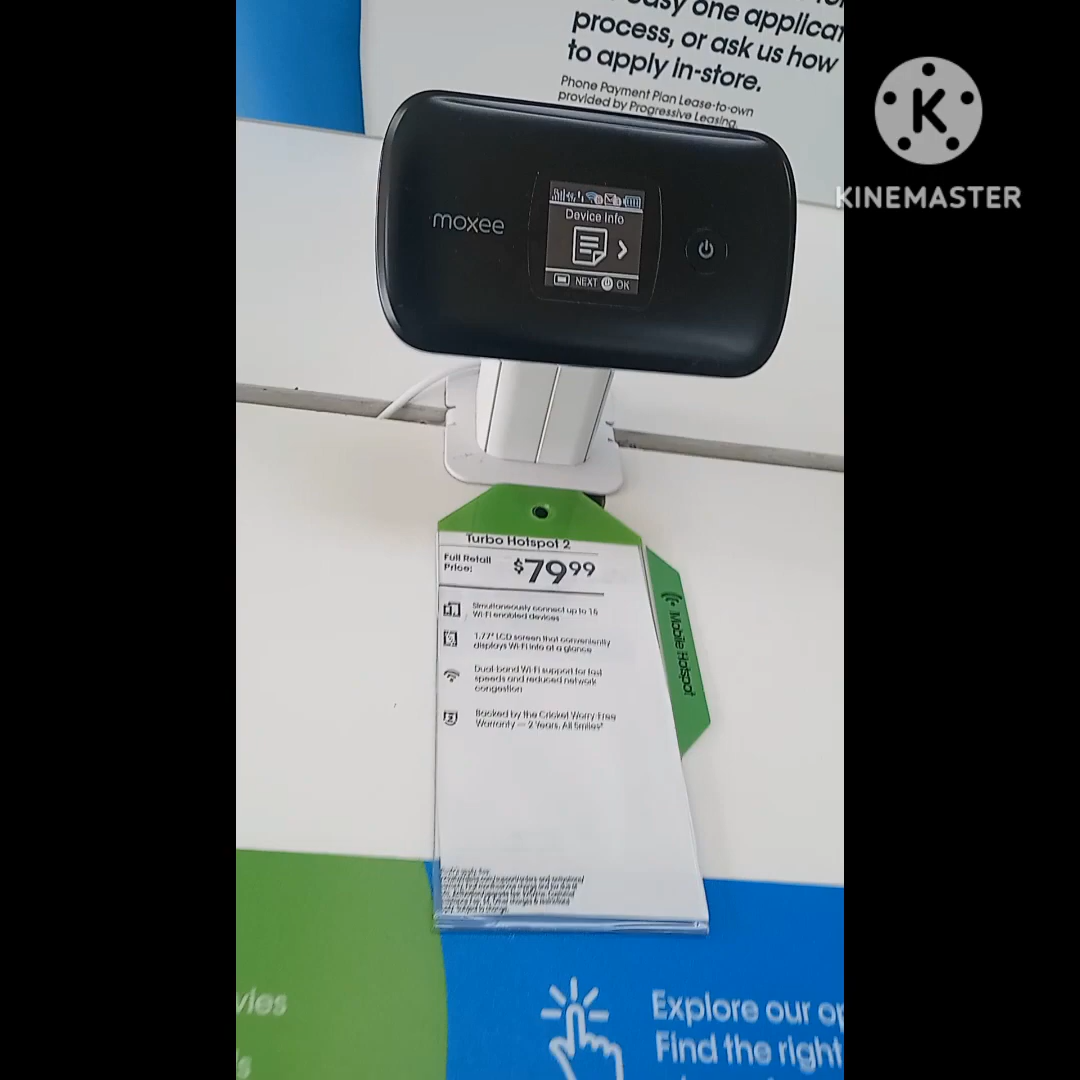 easy one applicat
process, or ask us how
to apply in-store.
Phone Payment Plan Lease-to-own
provided by Progressive Leasing.
K
KINEMASTER
moxee
Device Info
NEXT OK
Turbo Hotspot 2
Full Retail
Price:
$79.99
Simultaneously connect up to 16
Wi-Fi enabled devices
1.77" LCD screen that conveniently
displays Wi-Fi info at a glance
Dual-band Wi-Fi support for fast
speeds and reduced network
congestion
Backed by the Cricket Worry-Free
Warranty — 2 Years. All Smiles*
Mobile Hotspot
vies
ls
Explore our op
Find the right